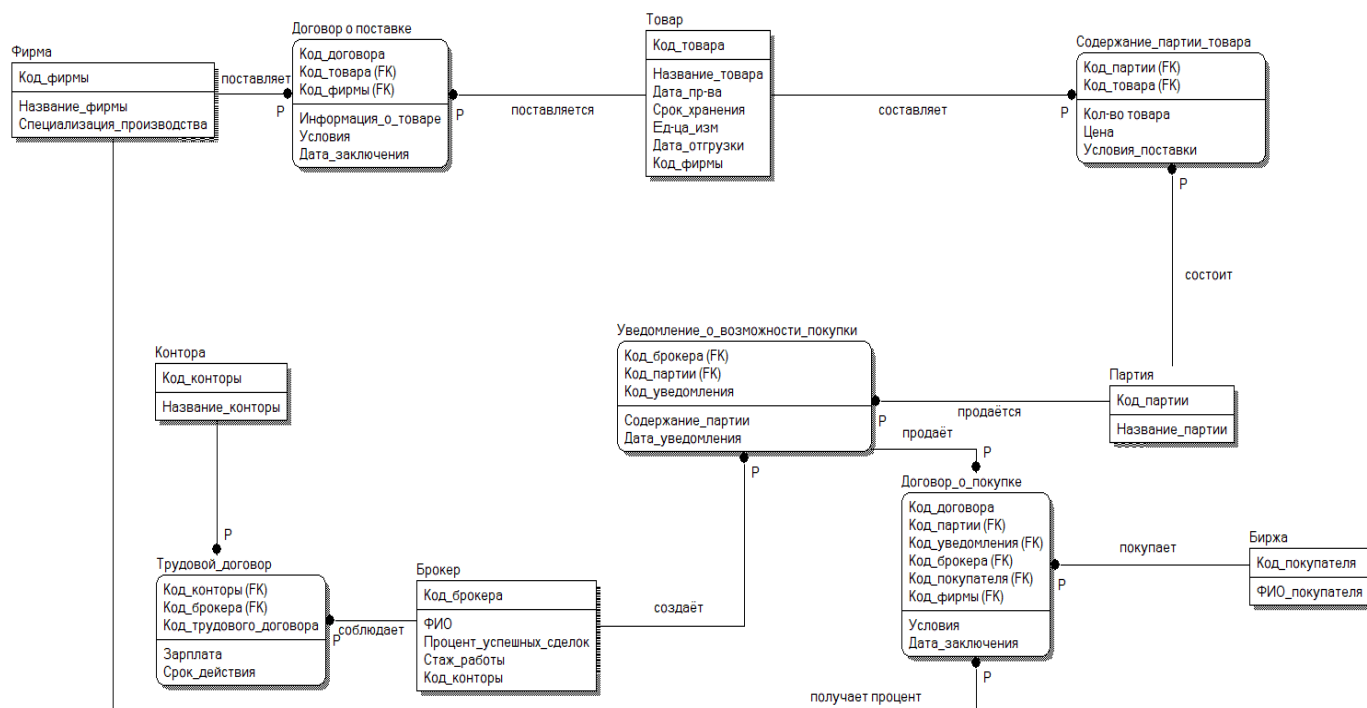 Фирма
Код_фирмы
Название_фирмы
Специализация_производства
поставляет
P
Договор о поставке
Код_договора
Код_товара (FK)
Код_фирмы (FK)
Информация_о_товаре
Условия
Дата_заключения
P
поставляется
Товар
Код_товара
Название_товара
Дата_пр-ва
Срок_хранения
Ед-ца_изм
Дата_отгрузки
Код_фирмы
составляет
P
Содержание_партии_товара
Код_партии (FK)
Код_товара (FK)
Кол-во товара
Цена
Условия_поставки
P
состоит
Партия
Код_партии
Название_партии
продаётся
P
Уведомление_о_возможности_покупки
Код_брокера (FK)
Код_партии (FK)
Код_уведомления
Содержание_партии
Дата_уведомления
P
продаёт
P
Контора
Код_конторы
Название_конторы
P
Трудовой_договор
Код_конторы (FK)
Код_брокера (FK)
Код_трудового_договора
Зарплата
Срок_действия
P
соблюдает
Брокер
Код_брокера
ФИО
Процент_успешных_сделок
Стаж_работы
Код_конторы
создаёт
Договор_о_покупке
Код_договора
Код_партии (FK)
Код_уведомления (FK)
Код_брокера (FK)
Код_покупателя (FK)
Код_фирмы (FK)
Условия
Дата_заключения
P
покупает
P
Биржа
Код_покупателя
ФИО_покупателя
получает процент